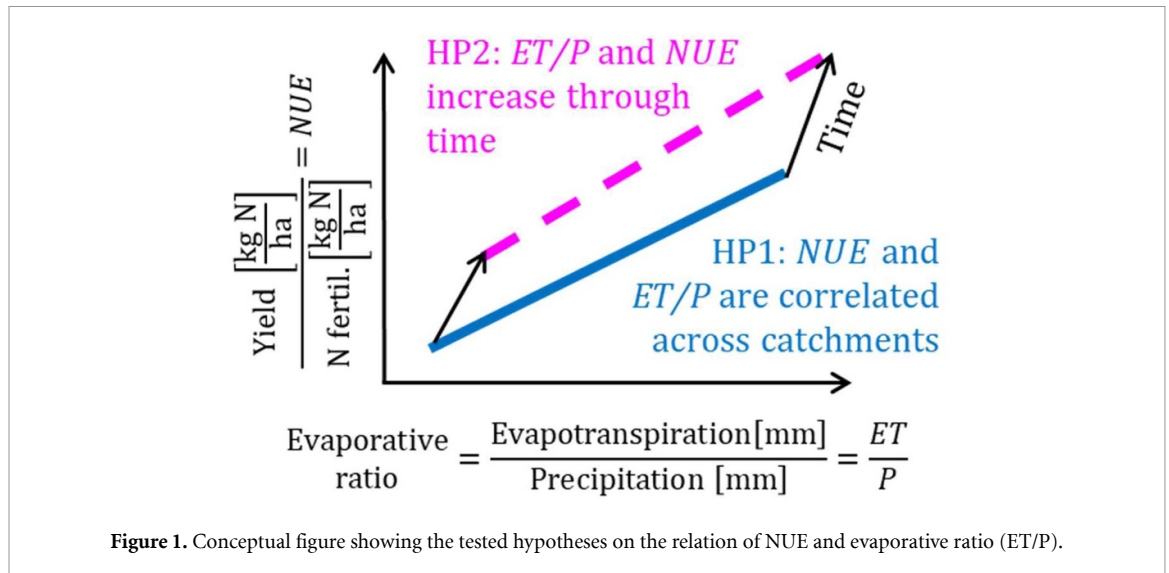 HP2: ET/P and NUE
increase through
time
Time
Yield [kg N/ha] / N fertil. [kg N/ha] = NUE
HP1: NUE and
ET/P are correlated
across catchments
Evaporative ratio = Evapotranspiration[mm] / Precipitation [mm] = ET / P
Figure 1. Conceptual figure showing the tested hypotheses on the relation of NUE and evaporative ratio (ET/P).